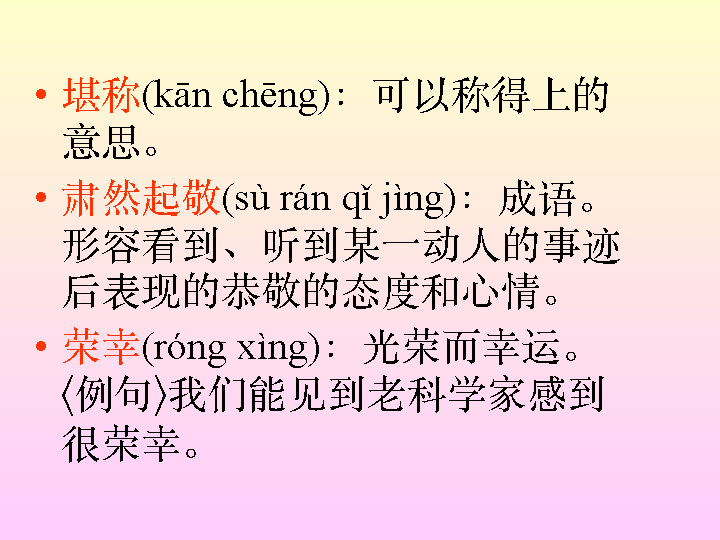 • 堪称(kān chēng)：可以称得上的
意思。
• 肃然起敬(sù rán qǐ jìng)：成语。
形容看到、听到某一动人的事迹
后表现的恭敬的态度和心情。
• 荣幸(róng xìng)：光荣而幸运。
〈例句〉我们能见到老科学家感到
很荣幸。